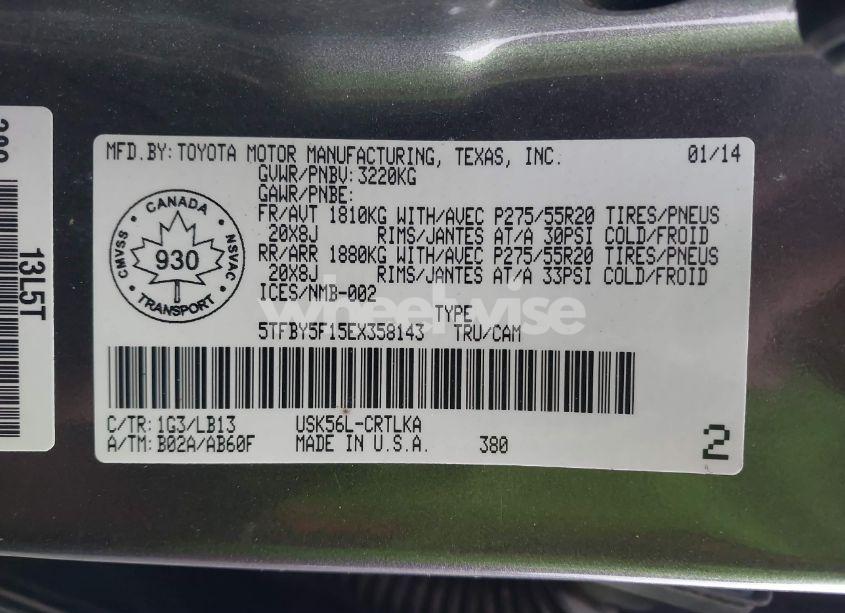 MFD.BY: TOYOTA MOTOR MANUFACTURING, TEXAS, INC. 01/14
GVWR/PNBV: 3220KG
GAWR/PNBE:
FR/AVT 1810KG WITH/AVEC P275/55R20 TIRES/PNEUS
20X8J RIMS/JANTES AT/A 30PSI COLD/FROID
RR/ARR 1880KG WITH/AVEC P275/55R20 TIRES/PNEUS
20X8J RIMS/JANTES AT/A 33PSI COLD/FROID
ICES/NMB-002
TYPE
5TFBY5F15EX358143 TRU/CAM
CANADA
CMVSS 930 NSVAC
TRANSPORT
wheelwise
C/TR: 1G3/LB13 USK56L-CRTLKA
A/TM: B02A/AB60F MADE IN U.S.A. 380
2
13L5T